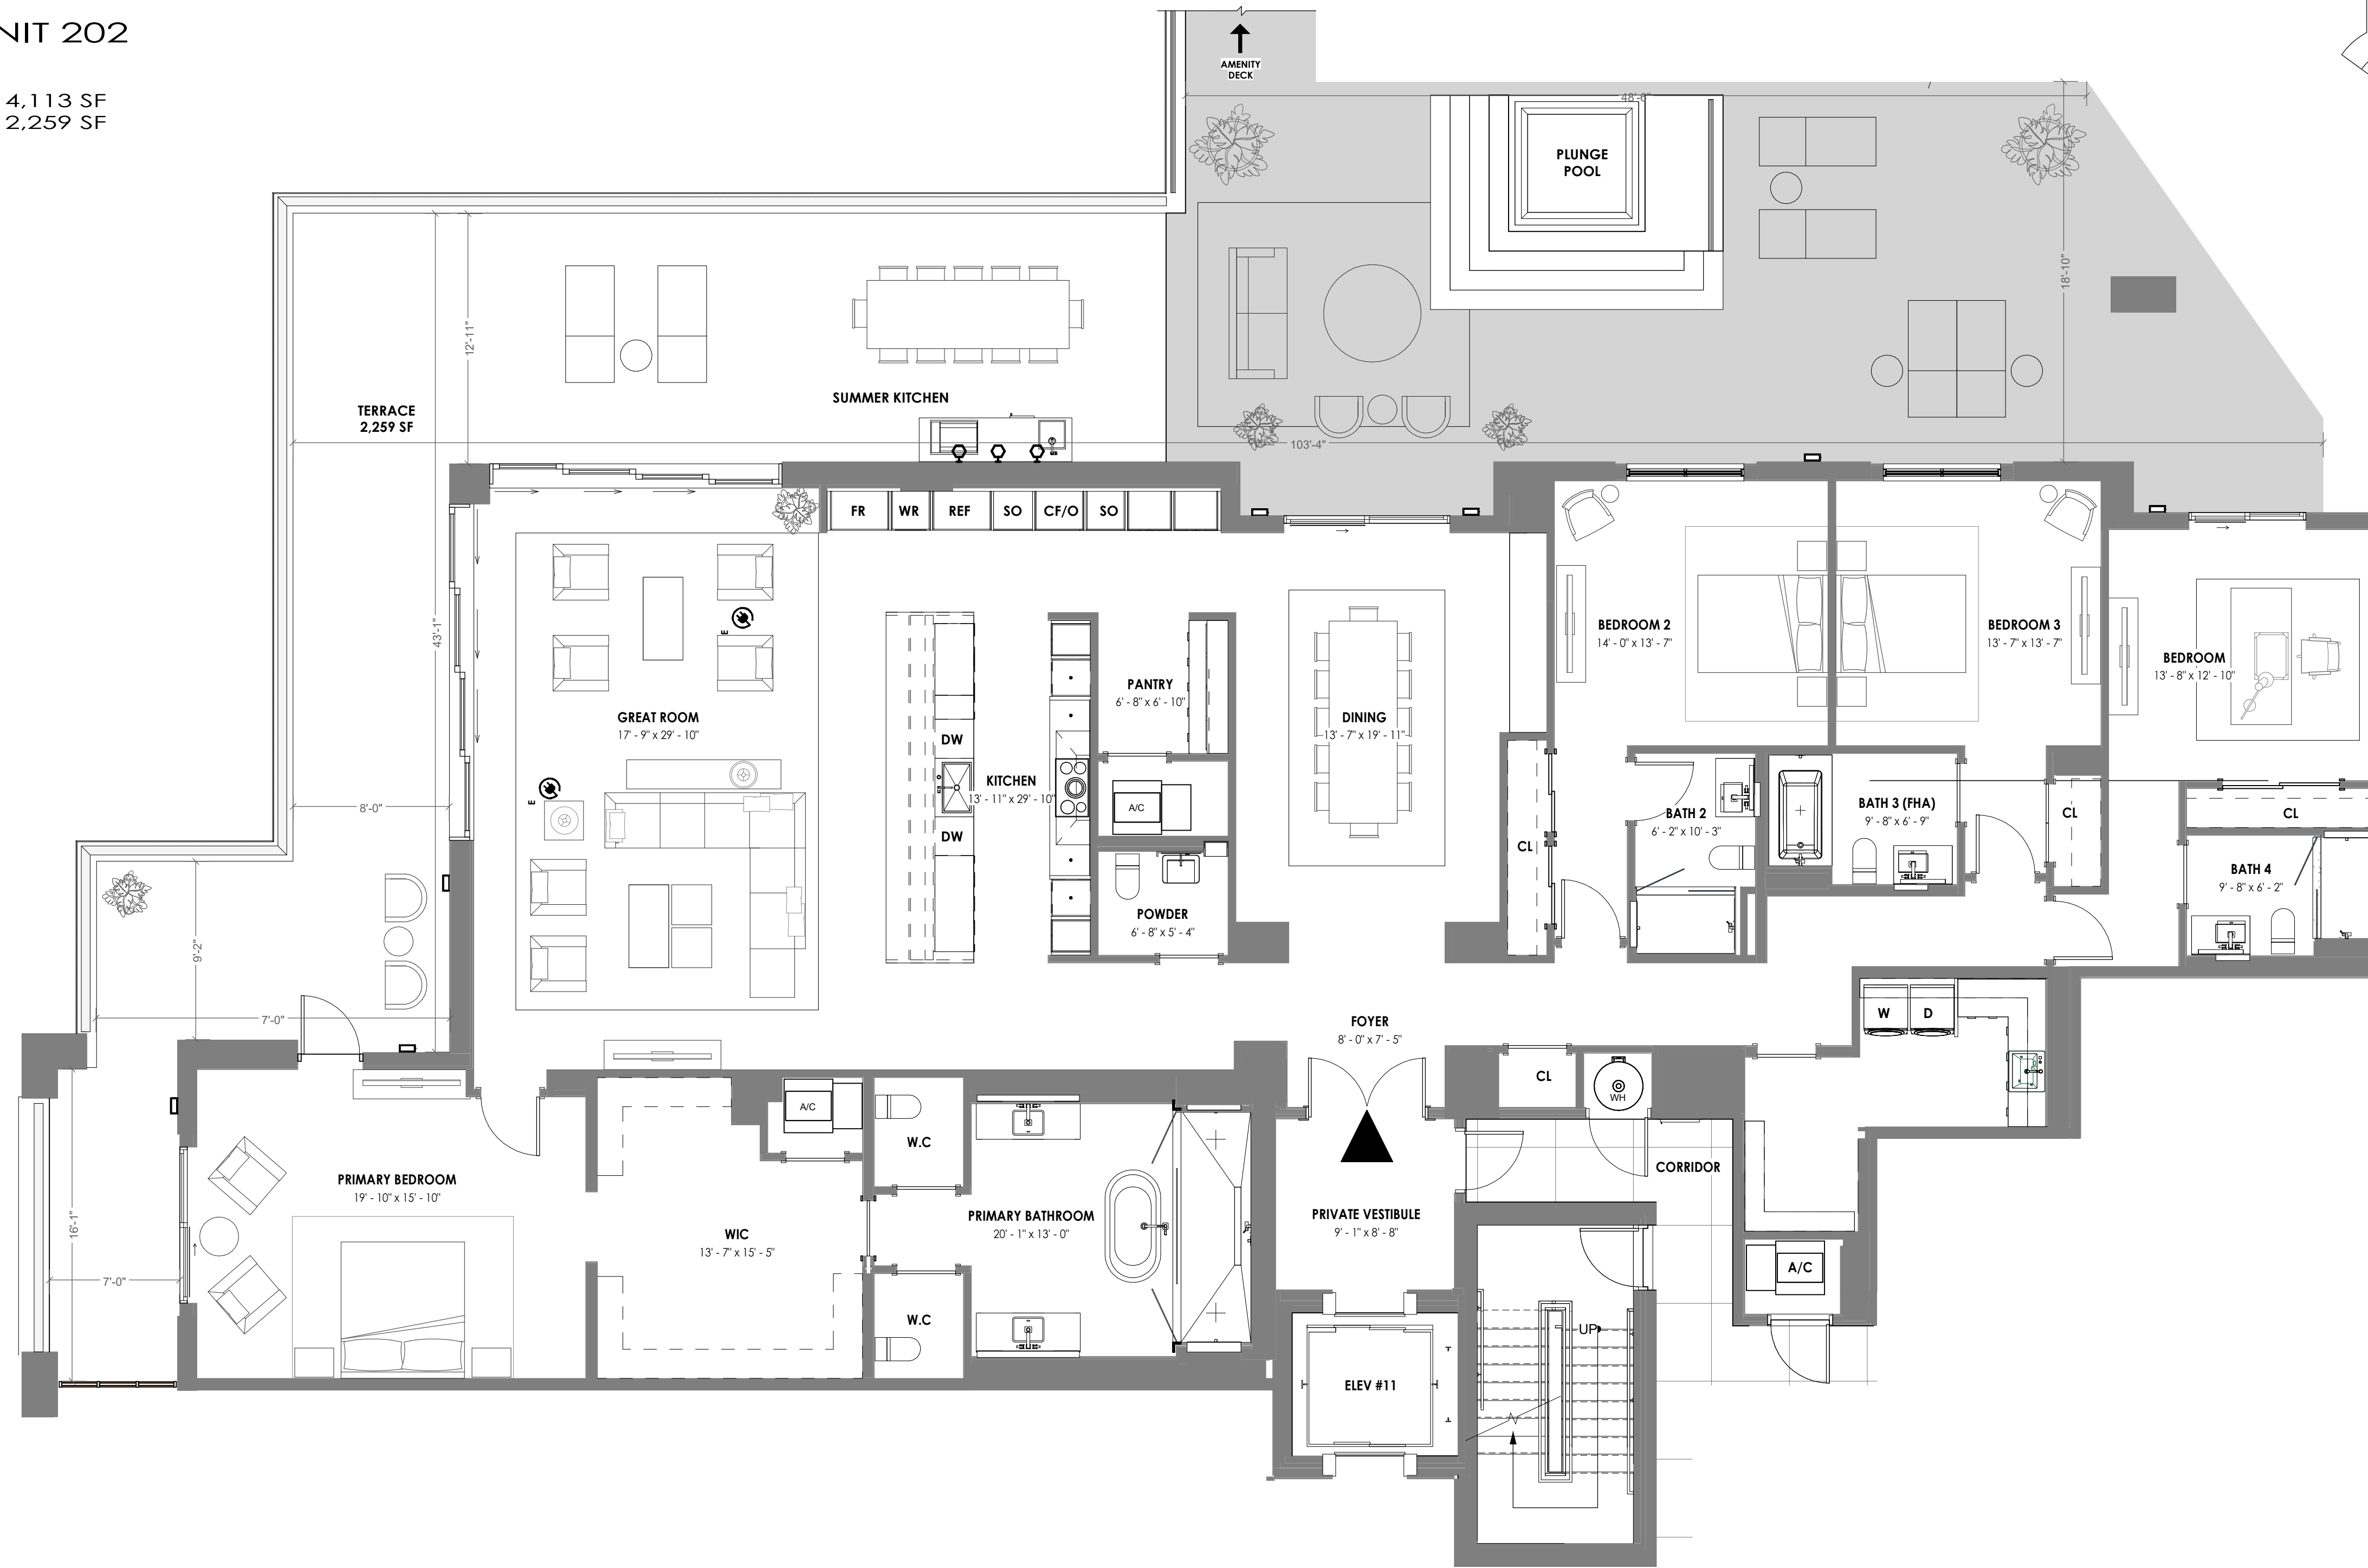 NIT 202
4,113 SF
2,259 SF
AMENITY
DECK
48'-6"
PLUNGE
POOL
18'-10"
12'-11"
TERRACE
2,259 SF
SUMMER KITCHEN
103'-4"
FR
WR
REF
SO
CF/O
SO
43'-1"
E
GREAT ROOM
17' - 9" x 29' - 10"
DW
KITCHEN
13' - 11" x 29' - 10"
DW
PANTRY
6' - 8" x 6' - 10"
A/C
POWDER
6' - 8" x 5' - 4"
DINING
13' - 7" x 19' - 11"
BEDROOM 2
14' - 0" x 13' - 7"
BEDROOM 3
13' - 7" x 13' - 7"
BEDROOM
13' - 8" x 12' - 10"
E
8'-0"
CL
BATH 2
6' - 2" x 10' - 3"
BATH 3 (FHA)
9' - 8" x 6' - 9"
CL
CL
BATH 4
9' - 8" x 6' - 2"
9'-2"
7'-0"
FOYER
8' - 0" x 7' - 5"
W
D
CL
WH
A/C
W.C
CORRIDOR
PRIMARY BEDROOM
19' - 10" x 15' - 10"
16'-1"
7'-0"
WIC
13' - 7" x 15' - 5"
PRIMARY BATHROOM
20' - 1" x 13' - 0"
PRIVATE VESTIBULE
9' - 1" x 8' - 8"
A/C
W.C
UP
ELEV #11